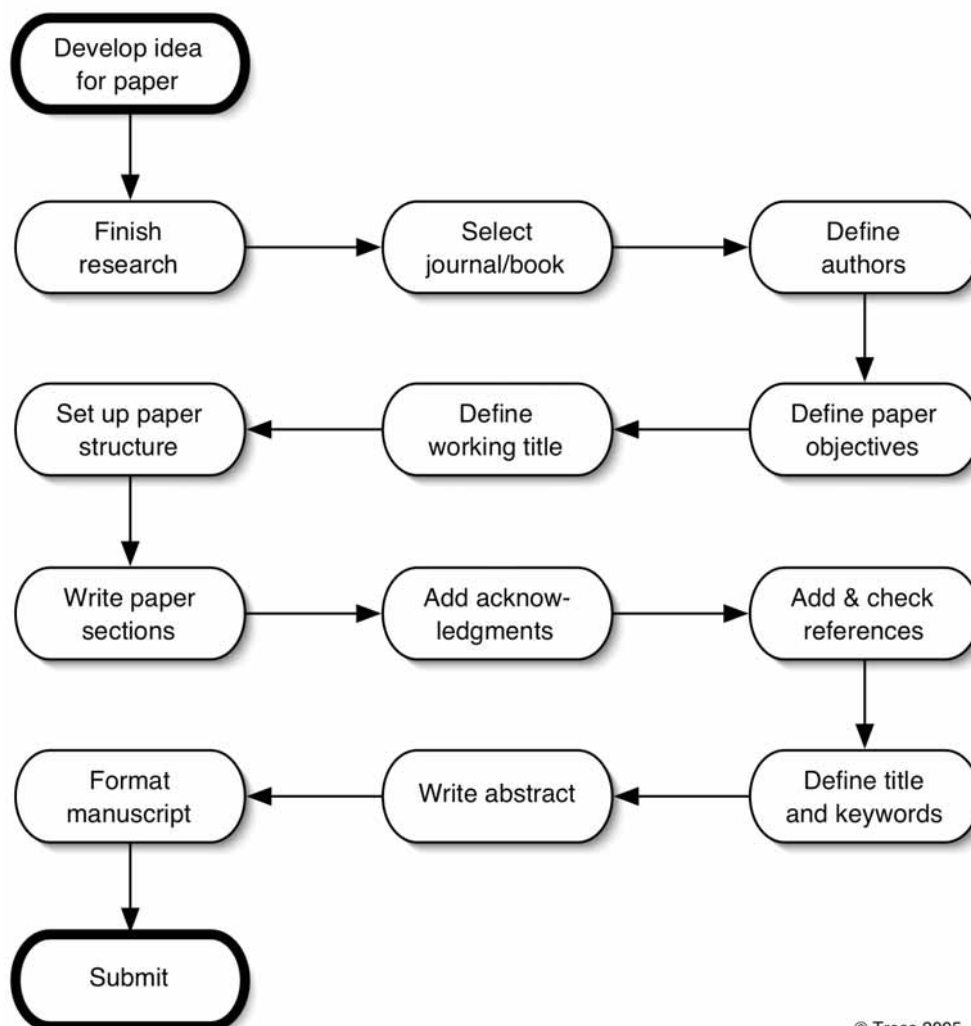 Develop idea
for paper
Finish
research
Select
journal/book
Define
authors
Define paper
objectives
Define
working title
Set up paper
structure
Write paper
sections
Add acknow-
ledgments
Add & check
references
Define title
and keywords
Write abstract
Format
manuscript
Submit
© Tress 2005